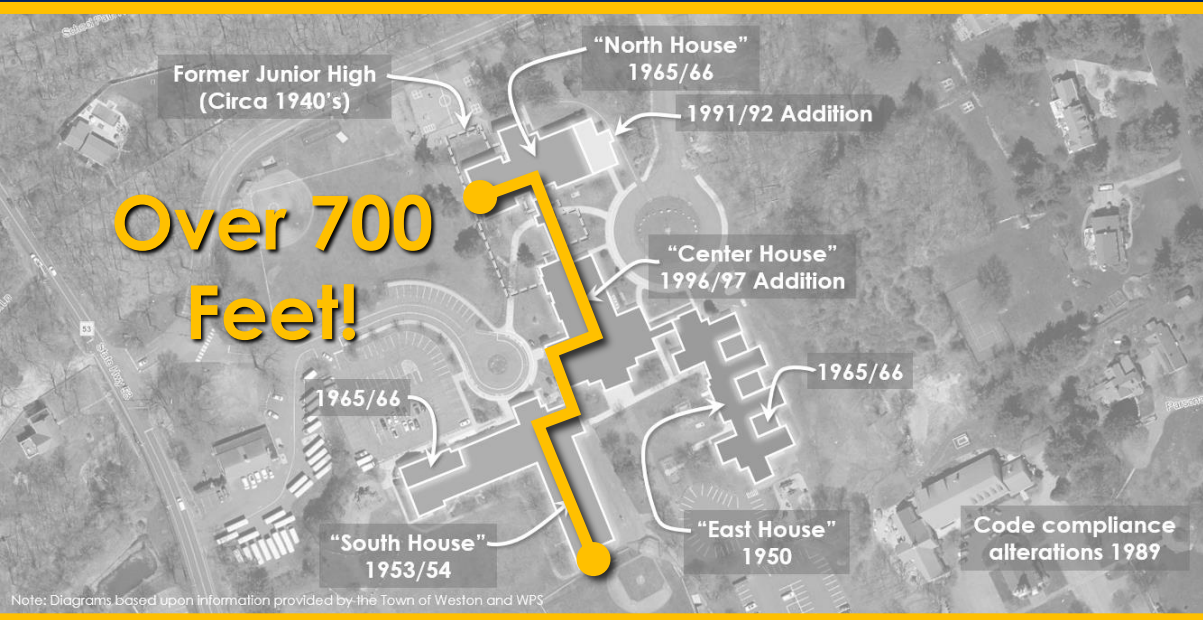 “North House”
1965/66
Former Junior High
(Circa 1940’s)
1991/92 Addition
Over 700
Feet!
“Center House”
1996/97 Addition
53
1965/66
1965/66
“South House”
1953/54
“East House”
1950
Code compliance
alterations 1989
Note: Diagrams based upon information provided by the Town of Weston and WPS